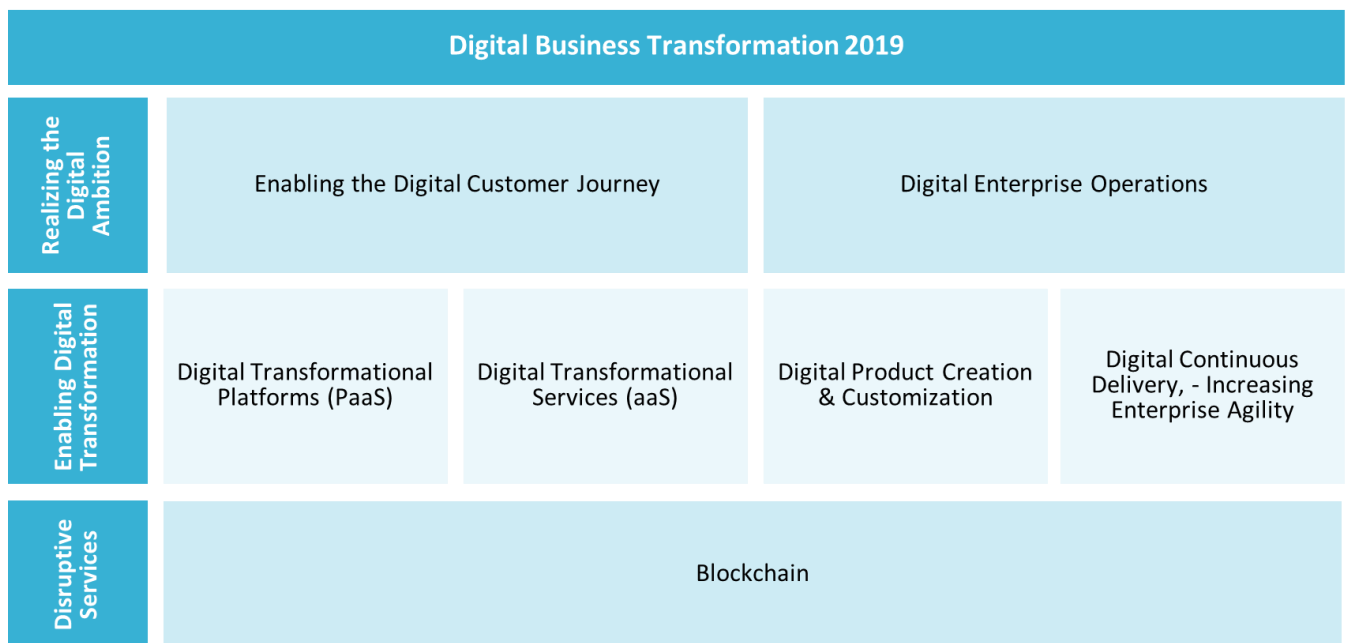 Digital Business Transformation 2019
Realizing the
Digital
Ambition
Enabling the Digital Customer Journey
Digital Enterprise Operations
Enabling Digital
Transformation
Digital Transformational
Platforms (PaaS)
Digital Transformational
Services (aaS)
Digital Product Creation
& Customization
Digital Continuous
Delivery, - Increasing
Enterprise Agility
Disruptive
Services
Blockchain